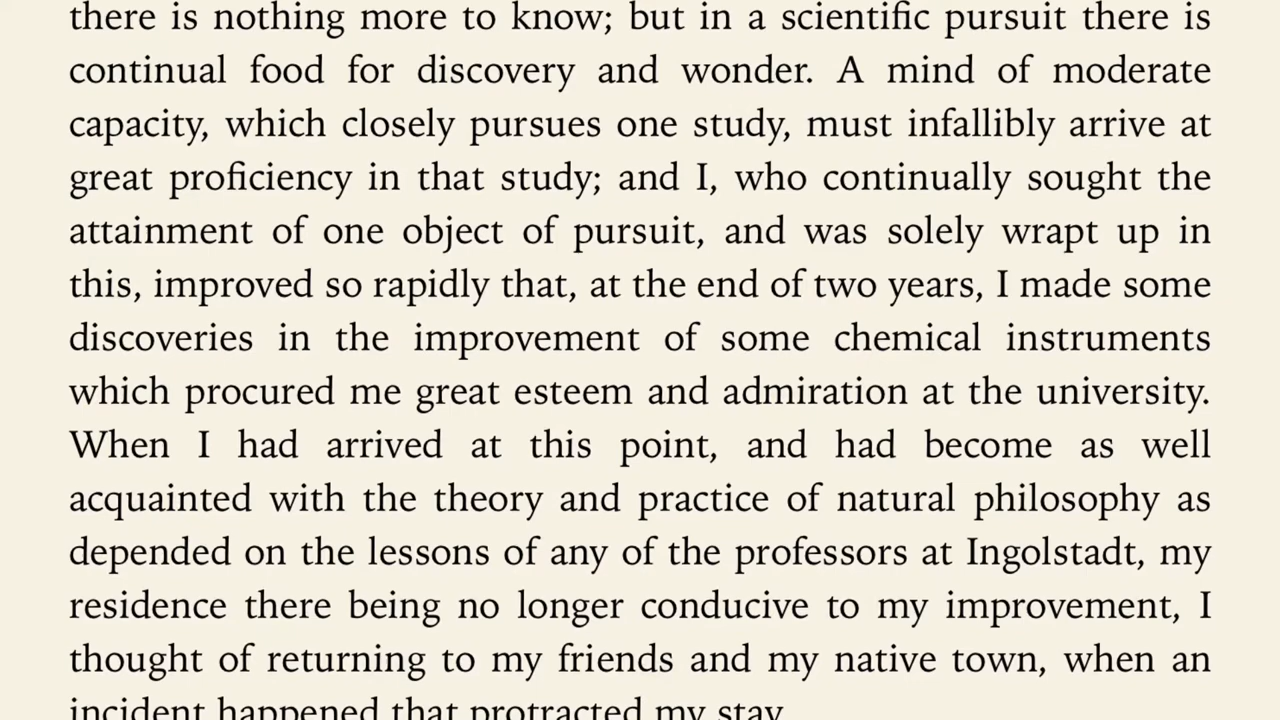 there is nothing more to know; but in a scientific pursuit there is
continual food for discovery and wonder. A mind of moderate
capacity, which closely pursues one study, must infallibly arrive at
great proficiency in that study; and I, who continually sought the
attainment of one object of pursuit, and was solely wrapt up in
this, improved so rapidly that, at the end of two years, I made some
discoveries in the improvement of some chemical instruments
which procured me great esteem and admiration at the university.
When I had arrived at this point, and had become as well
acquainted with the theory and practice of natural philosophy as
depended on the lessons of any of the professors at Ingolstadt, my
residence there being no longer conducive to my improvement, I
thought of returning to my friends and my native town, when an
incident happened that protracted my stay.